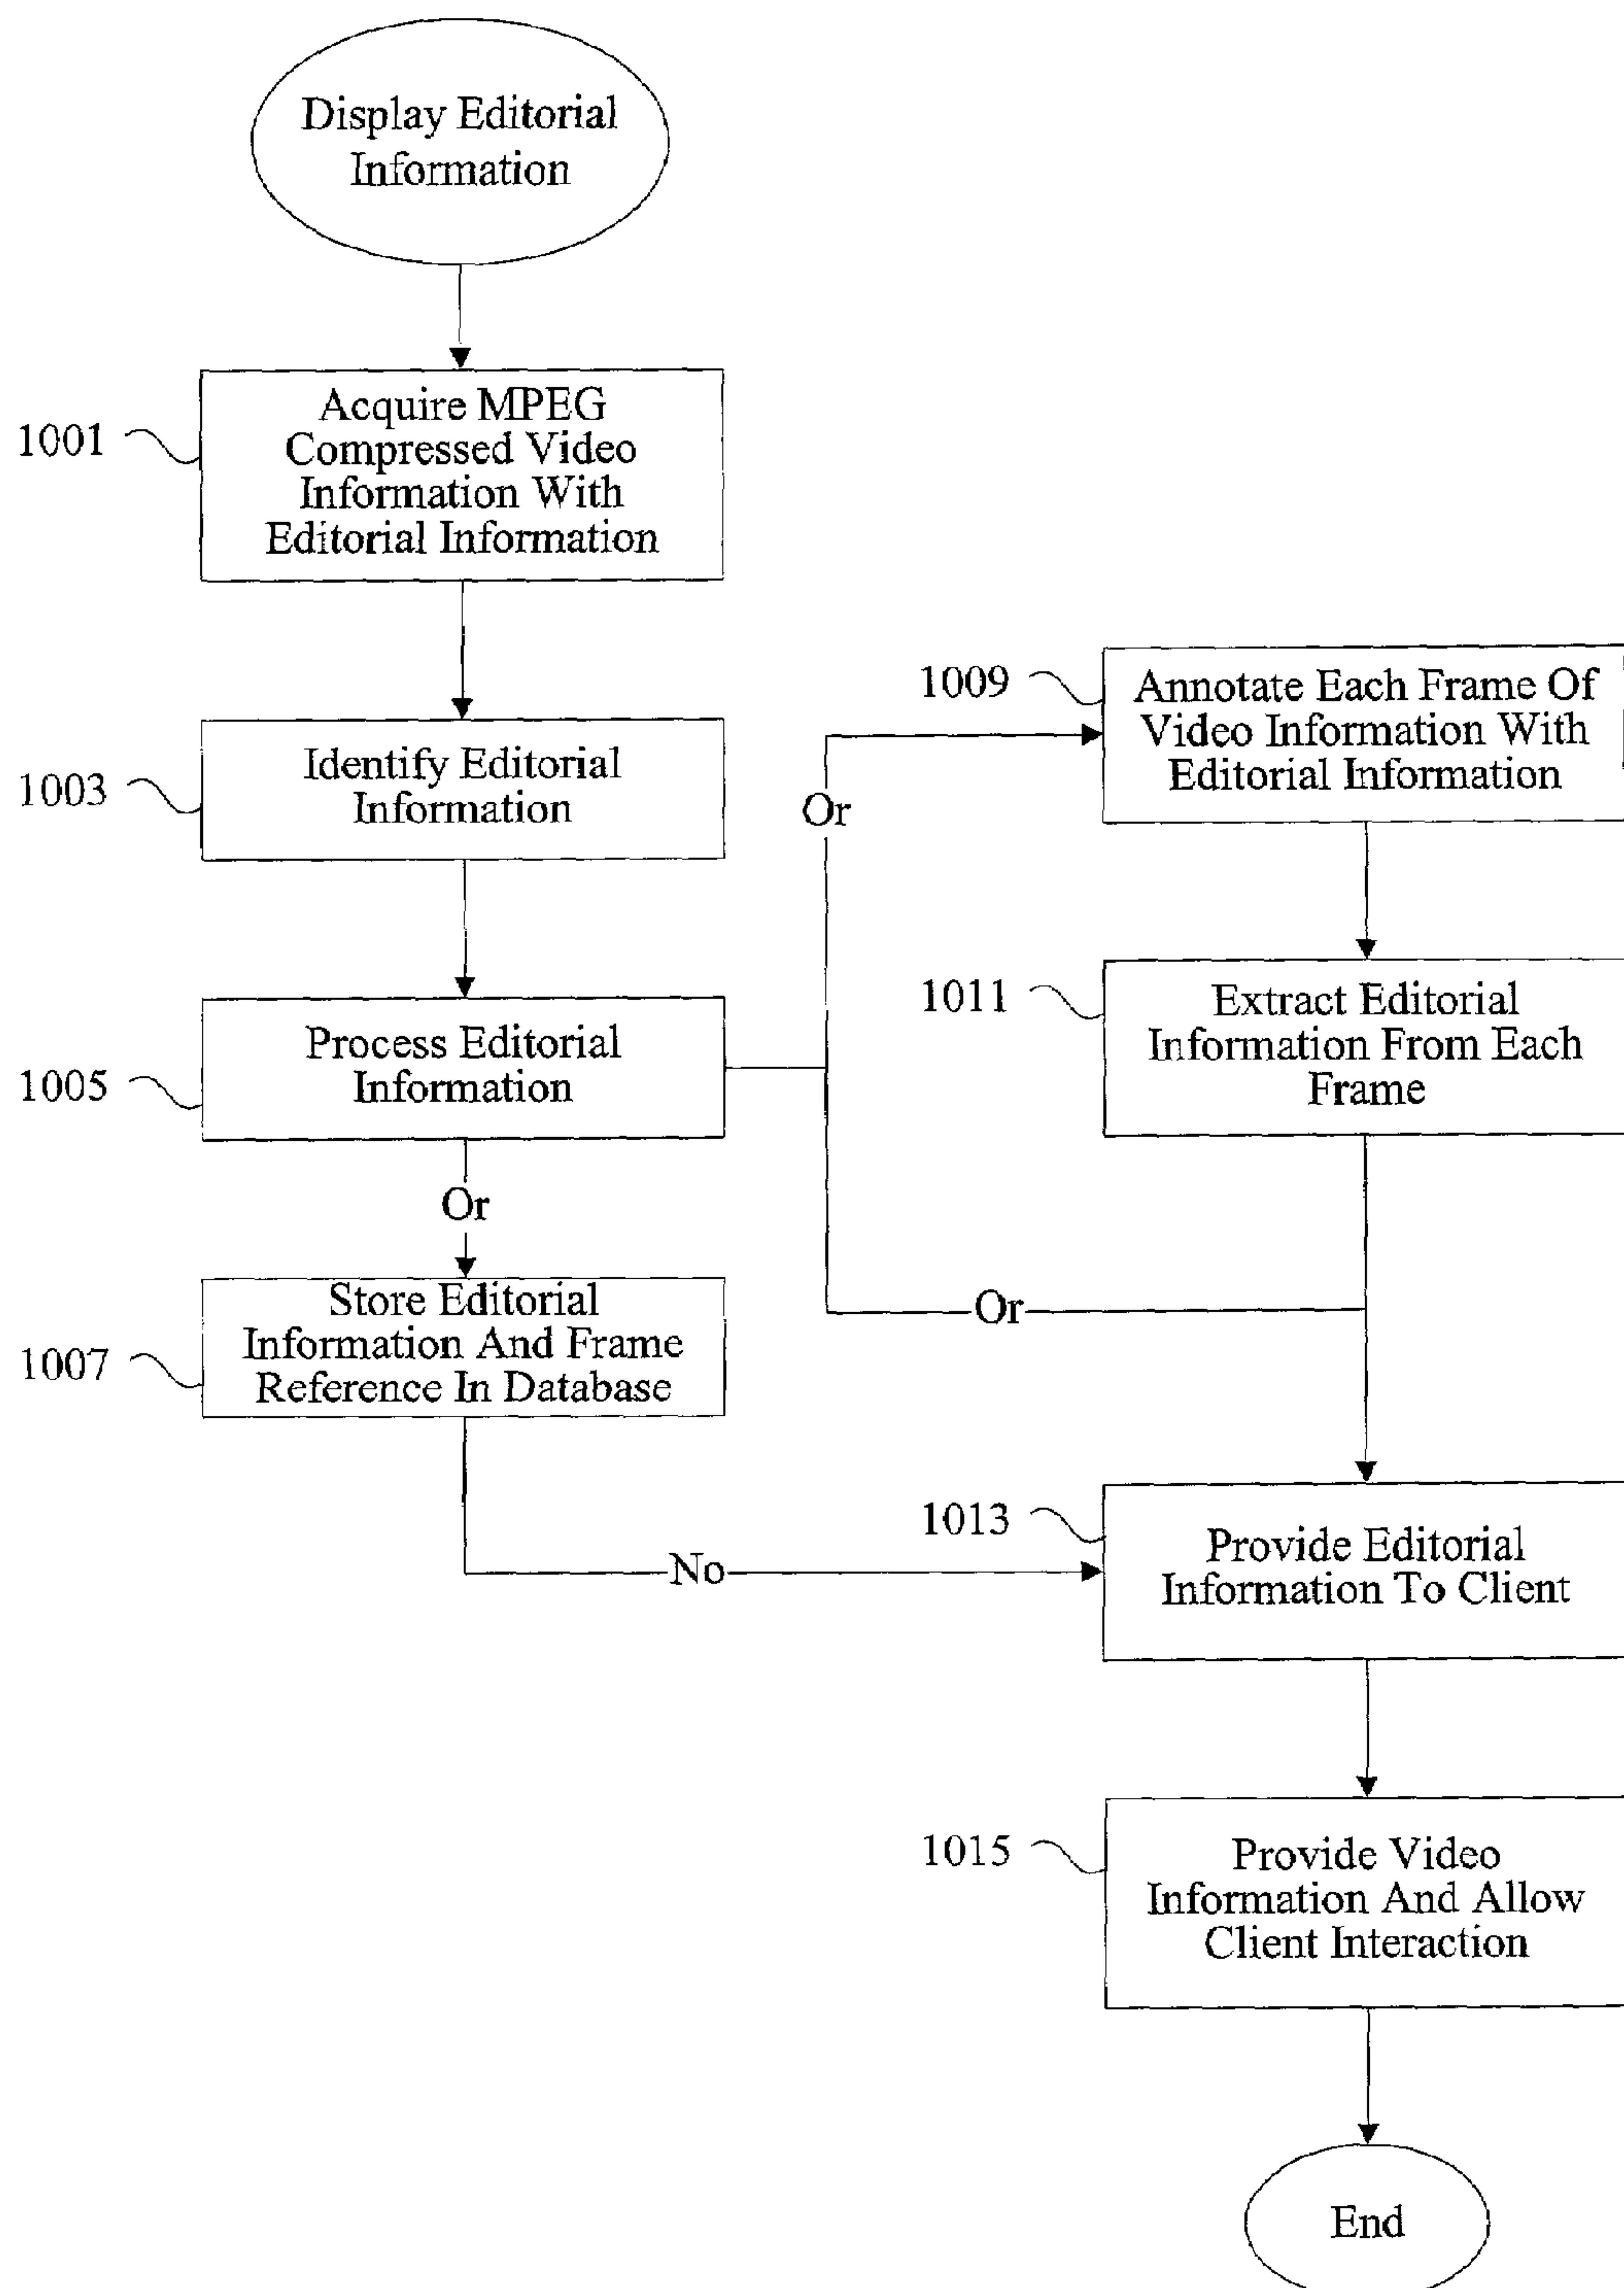 Display Editorial
Information
1001
Acquire MPEG
Compressed Video
Information With
Editorial Information
1003
Identify Editorial
Information
1005
Process Editorial
Information
Or
1007
Store Editorial
Information And Frame
Reference In Database
Or
1009
Annotate Each Frame Of
Video Information With
Editorial Information
1011
Extract Editorial
Information From Each
Frame
Or
No
1013
Provide Editorial
Information To Client
1015
Provide Video
Information And Allow
Client Interaction
End